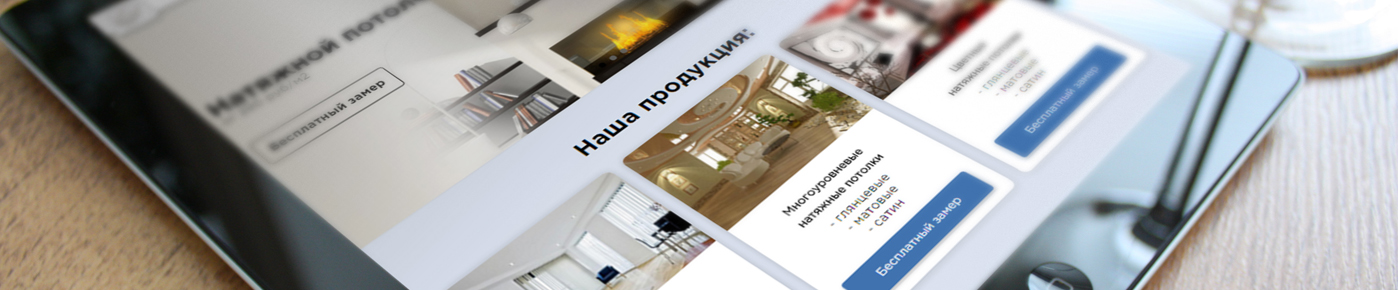 Натяжной потолок
Бесплатный замер
Наша продукция:
Многоуровневые
натяжные потолки
- глянцевые
- матовые
- сатин
Бесплатный замер
Цветные
натяжные потолки
- глянцевые
- матовые
- сатин
Бесплатный замер